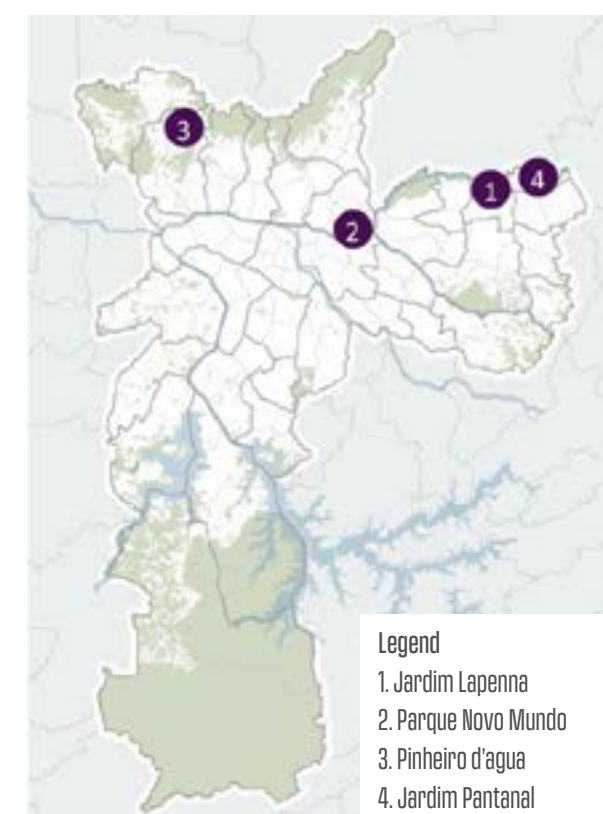 3
1
4
2
Legend
1. Jardim Lapenna
2. Parque Novo Mundo
3. Pinheiro d'agua
4. Jardim Pantanal